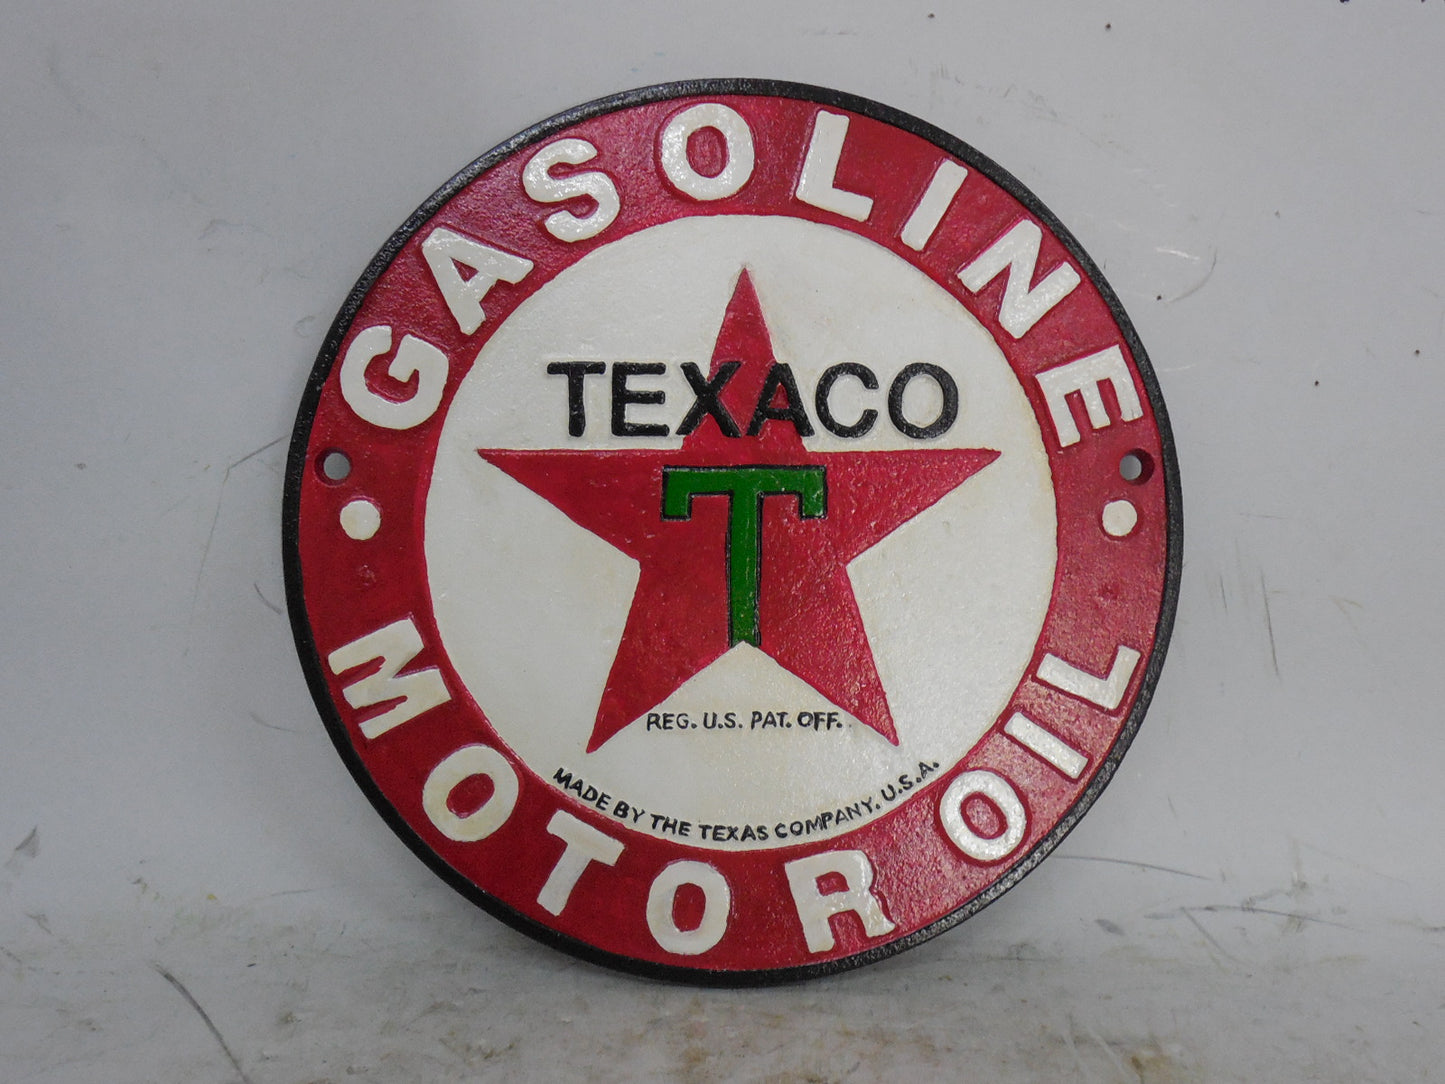 GASOLINE
TEXACO
T
REG. U.S. PAT. OFF.
MADE BY THE TEXAS COMPANY. U.S.A.
MOTOR OIL